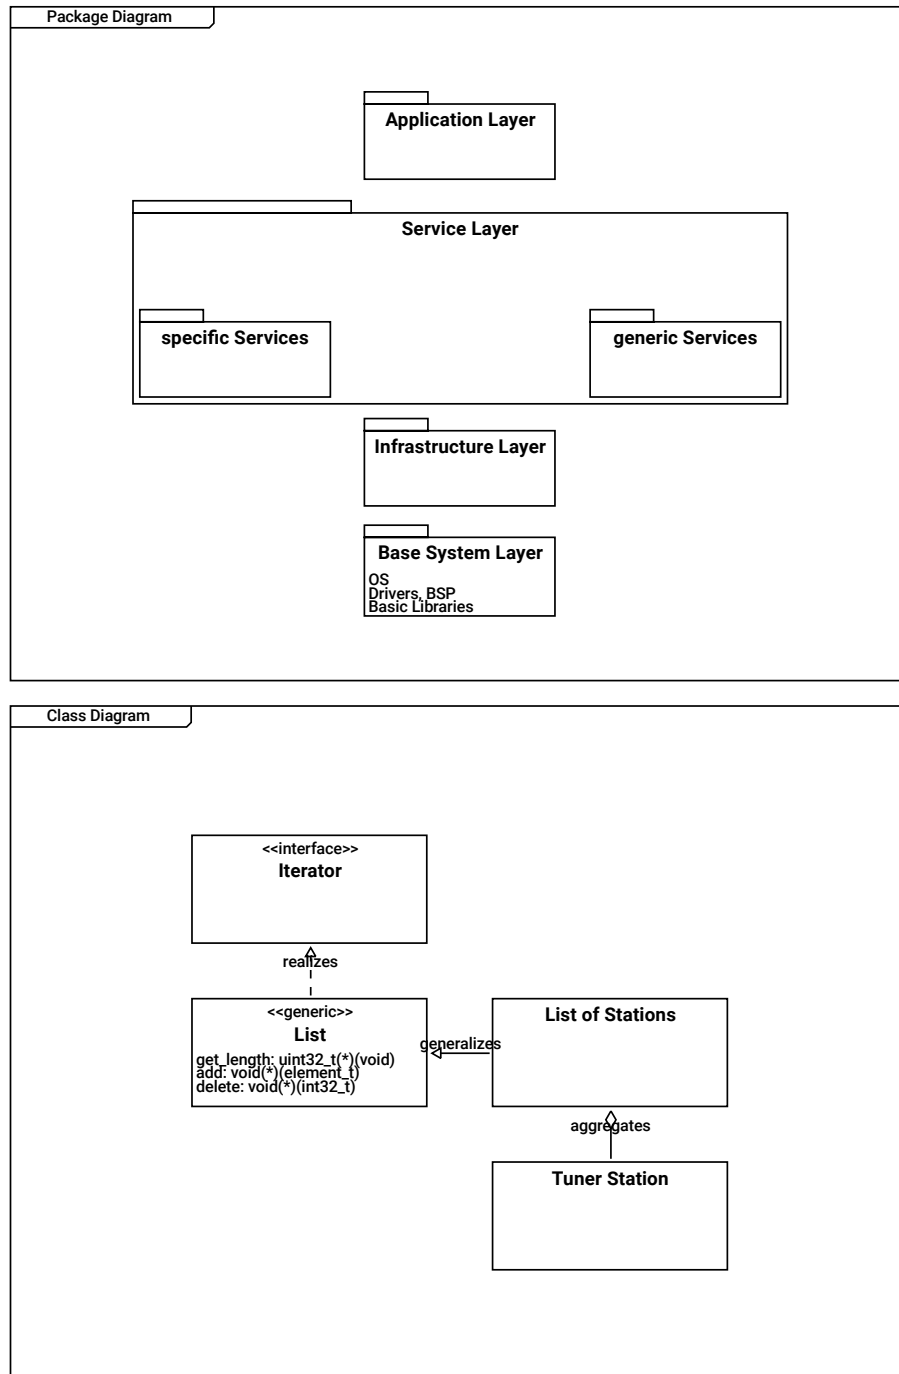 Package Diagram
Application Layer
Service Layer
specific Services
generic Services
Infrastructure Layer
Base System Layer
OS
Drivers, BSP
Basic Libraries
Class Diagram
<<interface>>
Iterator
realizes
<<generic>>
List
get_length: uint32_t(*)(void)
add: void(*)(element_t)
delete: void(*)(int32_t)
generalizes
List of Stations
aggregates
Tuner Station